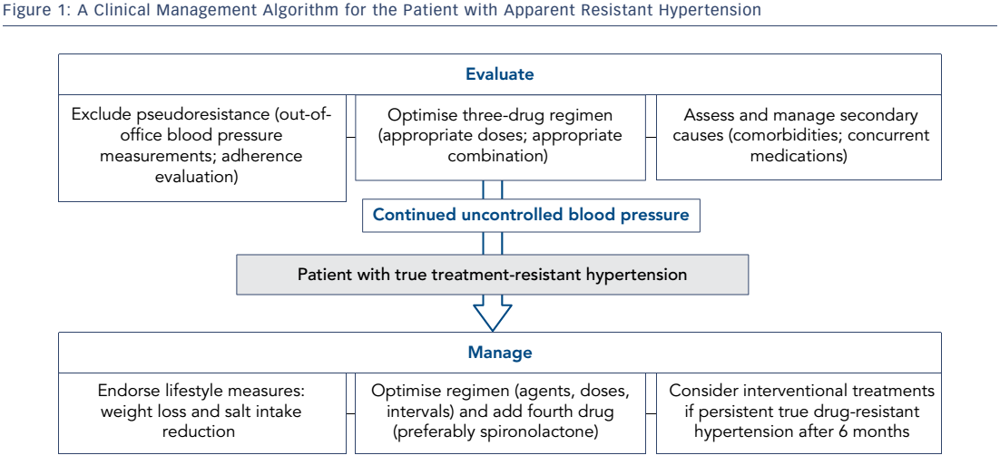 Figure 1: A Clinical Management Algorithm for the Patient with Apparent Resistant Hypertension
Evaluate
Exclude pseudoresistance (out-of-
office blood pressure
measurements; adherence
evaluation)
Optimise three-drug regimen
(appropriate doses; appropriate
combination)
Assess and manage secondary
causes (comorbidities; concurrent
medications)
Continued uncontrolled blood pressure
Patient with true treatment-resistant hypertension
Manage
Endorse lifestyle measures:
weight loss and salt intake
reduction
Optimise regimen (agents, doses,
intervals) and add fourth drug
(preferably spironolactone)
Consider interventional treatments
if persistent true drug-resistant
hypertension after 6 months